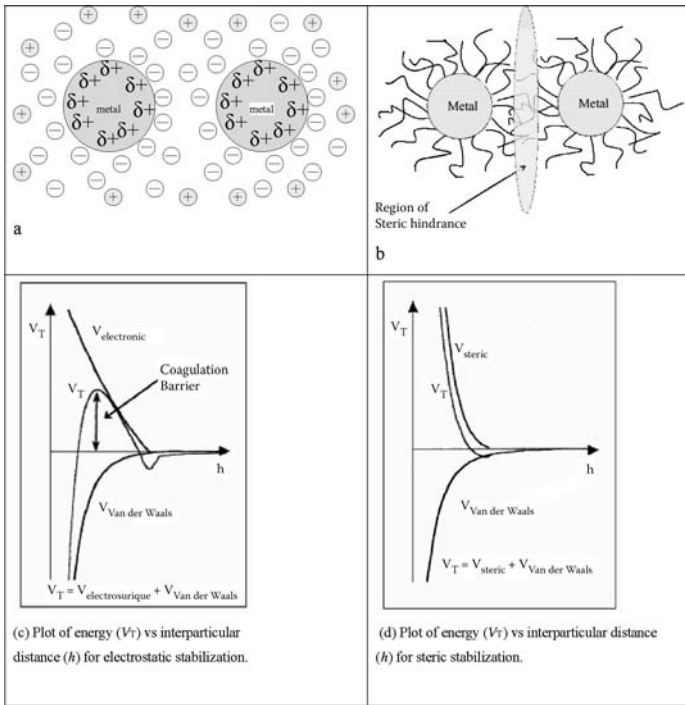 δ+ δ+ δ+ δ+ δ+ δ+ δ+ δ+
metal
δ+ δ+ δ+ δ+ δ+ δ+ δ+ δ+
metal
a
Metal
Metal
Region of
Steric hindrance
b
V_T
V_electronic
V_T
Coagulation
Barrier
h
V_Van der Waals
V_T = V_electrosurique + V_Van der Waals
(c) Plot of energy (V_T) vs interparticular
distance (h) for electrostatic stabilization.
V_T
V_steric
V_T
h
V_Van der Waals
V_T = V_steric + V_Van der Waals
(d) Plot of energy (V_T) vs interparticular distance
(h) for steric stabilization.